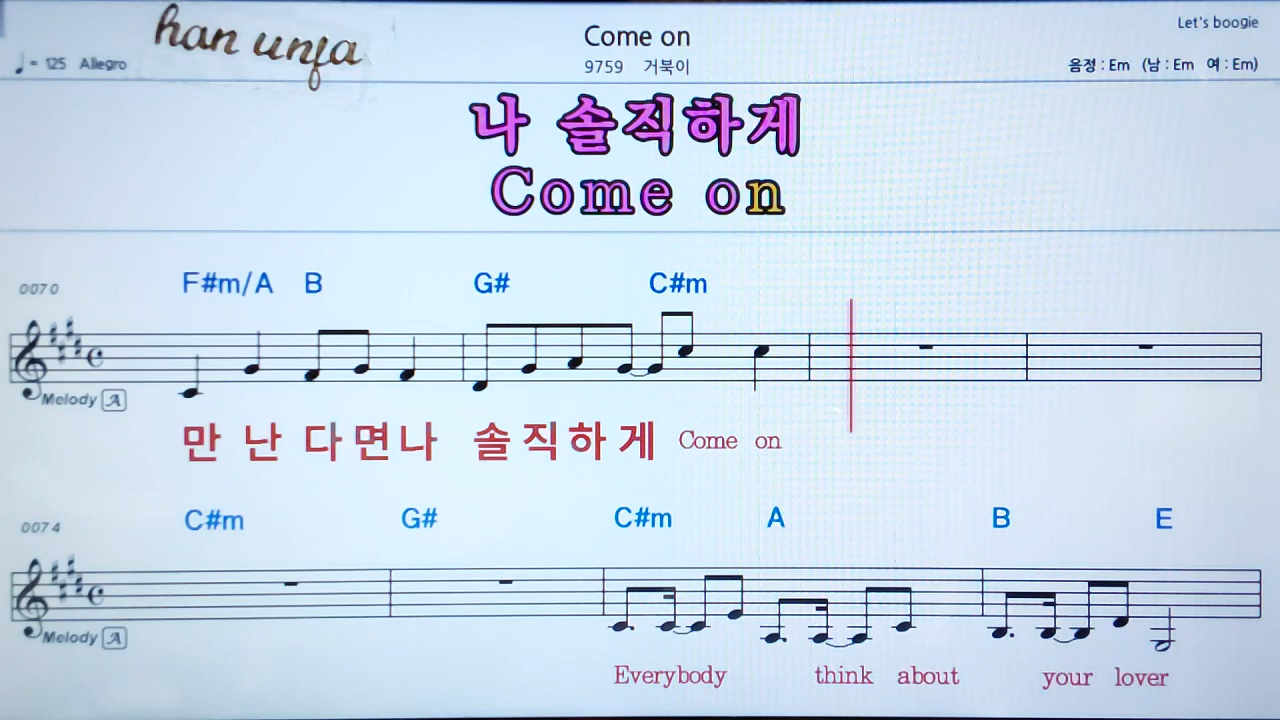 han unfa
Come on
Let's boogie
♩= 125 Allegro
9759 거북이
음정 : Em (남 : Em 여 : Em)
나 솔직하게
Come on
0070 F#m/A B G# C#m
Melody A
만 난 다 면 나 솔 직 하 게 Come on
0074 C#m G# C#m A B E
Melody A
Everybody think about your lover